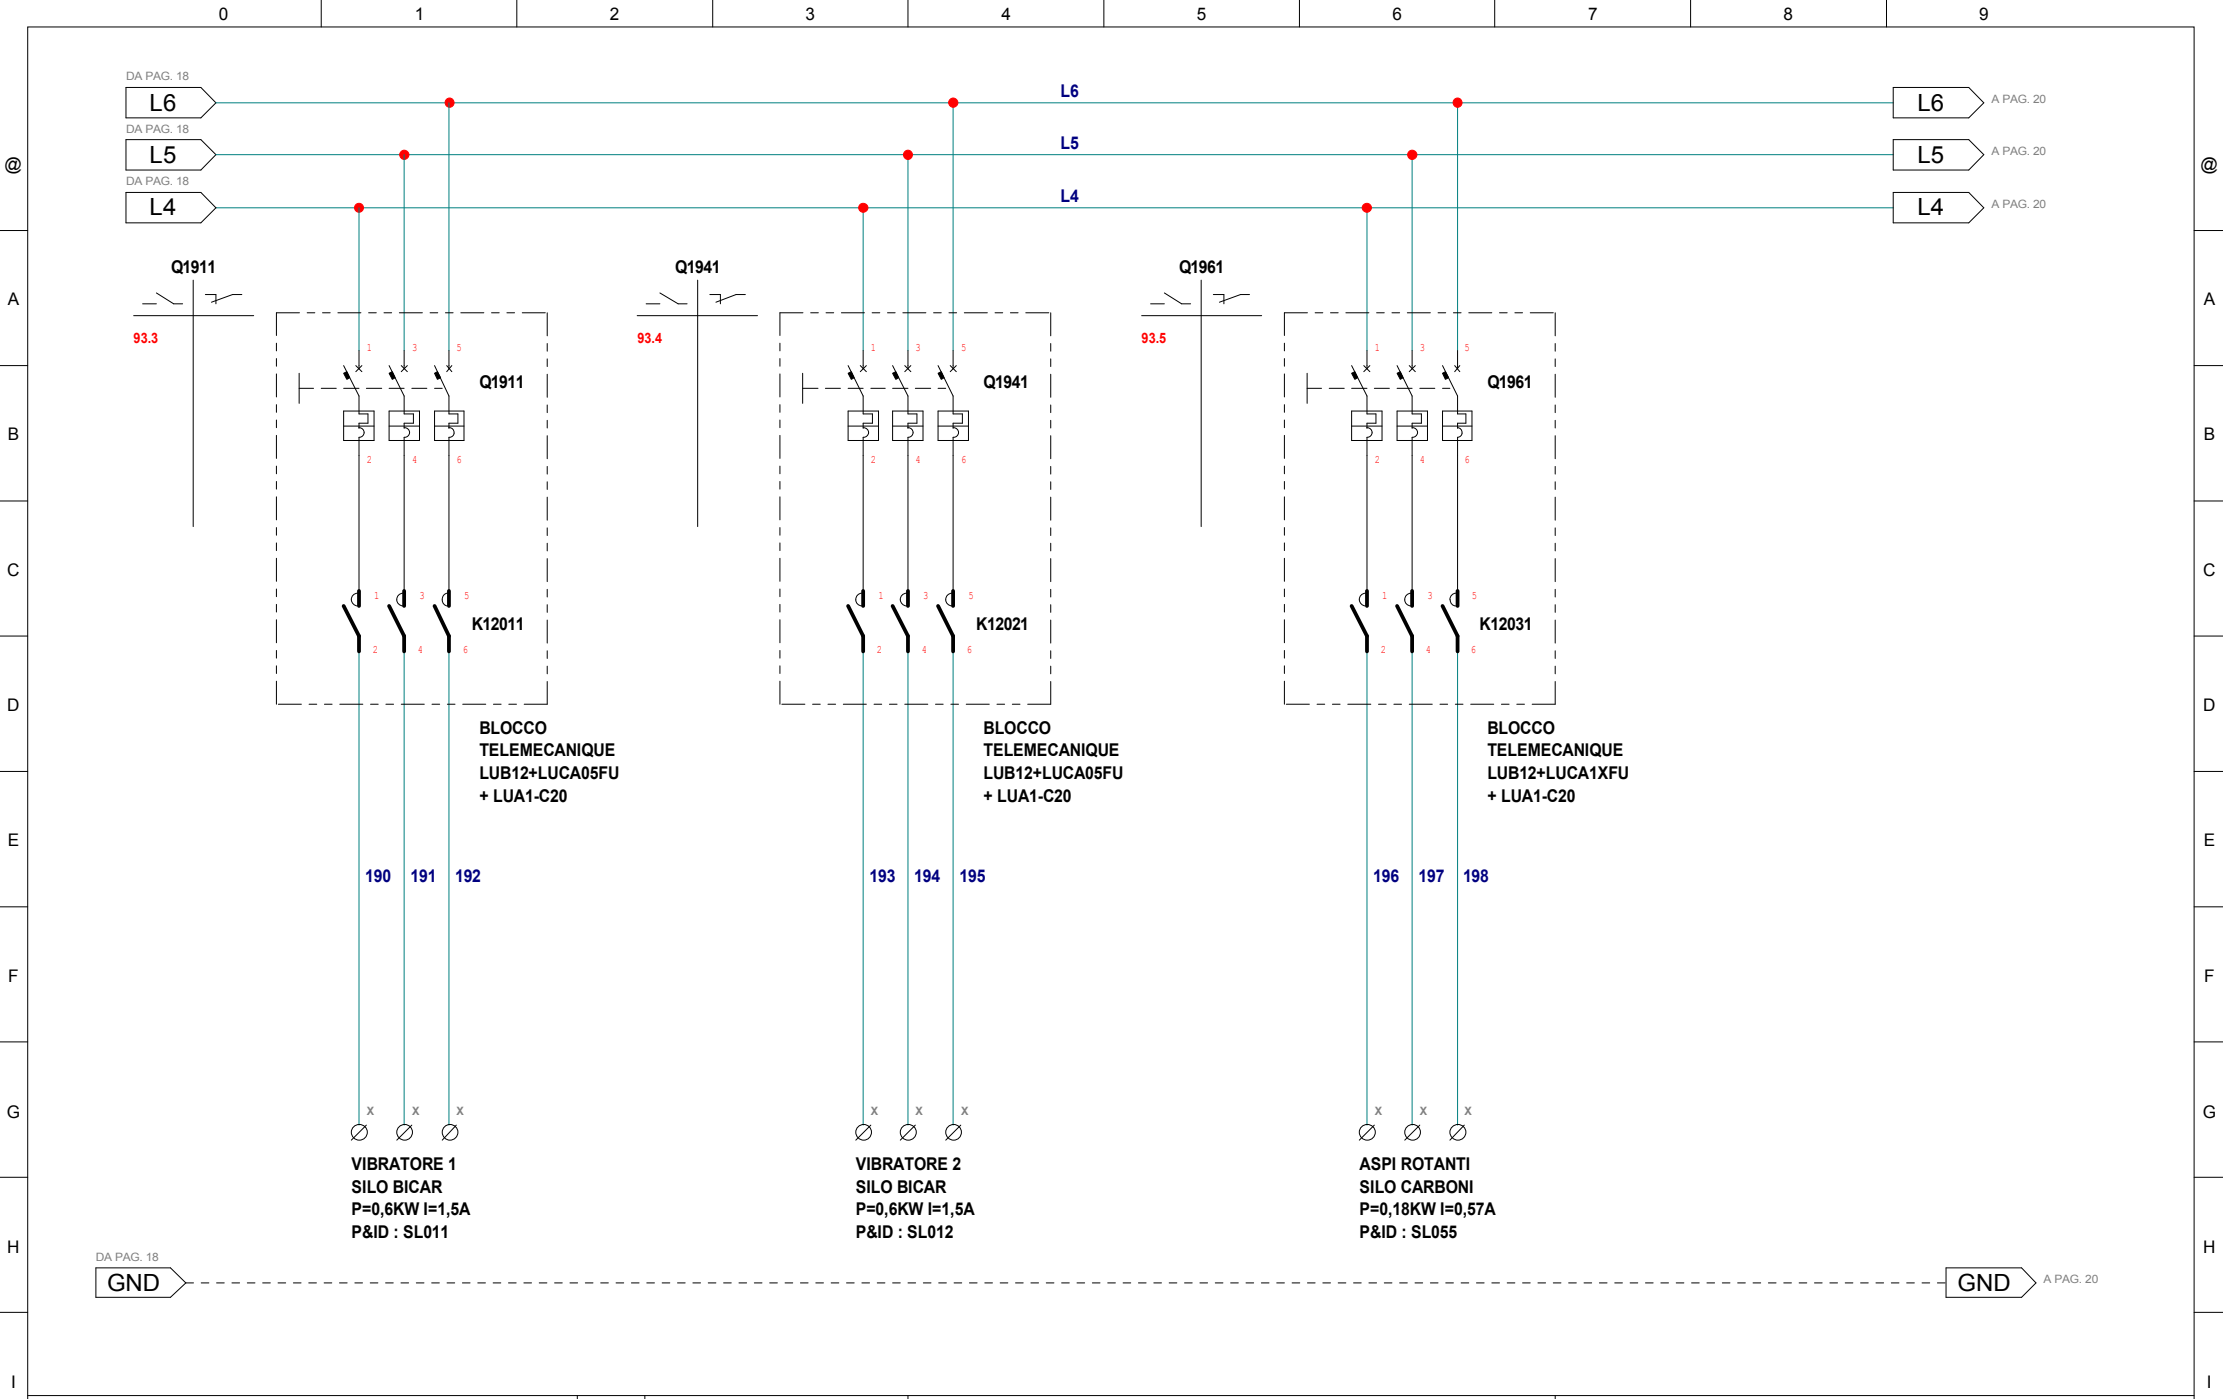 0 1 2 3 4 5 6 7 8 9
DA PAG. 18
L6 L6 L6 A PAG. 20
DA PAG. 18
L5 L5 L5 A PAG. 20
@ @
DA PAG. 18
L4 L4 L4 A PAG. 20
Q1911 Q1941 Q1961
A A
93.3 93.4 93.5
1 3 5 1 3 5 1 3 5
Q1911 Q1941 Q1961
B B
2 4 6 2 4 6 2 4 6
C C
1 3 5 1 3 5 1 3 5
K12011 K12021 K12031
2 4 6 2 4 6 2 4 6
D D
BLOCCO
TELEMECANIQUE
LUB12+LUCA05FU
+ LUA1-C20
BLOCCO
TELEMECANIQUE
LUB12+LUCA05FU
+ LUA1-C20
BLOCCO
TELEMECANIQUE
LUB12+LUCA1XFU
+ LUA1-C20
E E
190 191 192 193 194 195 196 197 198
F F
G G
x x x x x x x x x
VIBRATORE 1
SILO BICAR
P=0,6KW I=1,5A
P&ID : SL011
VIBRATORE 2
SILO BICAR
P=0,6KW I=1,5A
P&ID : SL012
ASPI ROTANTI
SILO CARBONI
P=0,18KW I=0,57A
P&ID : SL055
H H
DA PAG. 18
GND GND A PAG. 20
I I